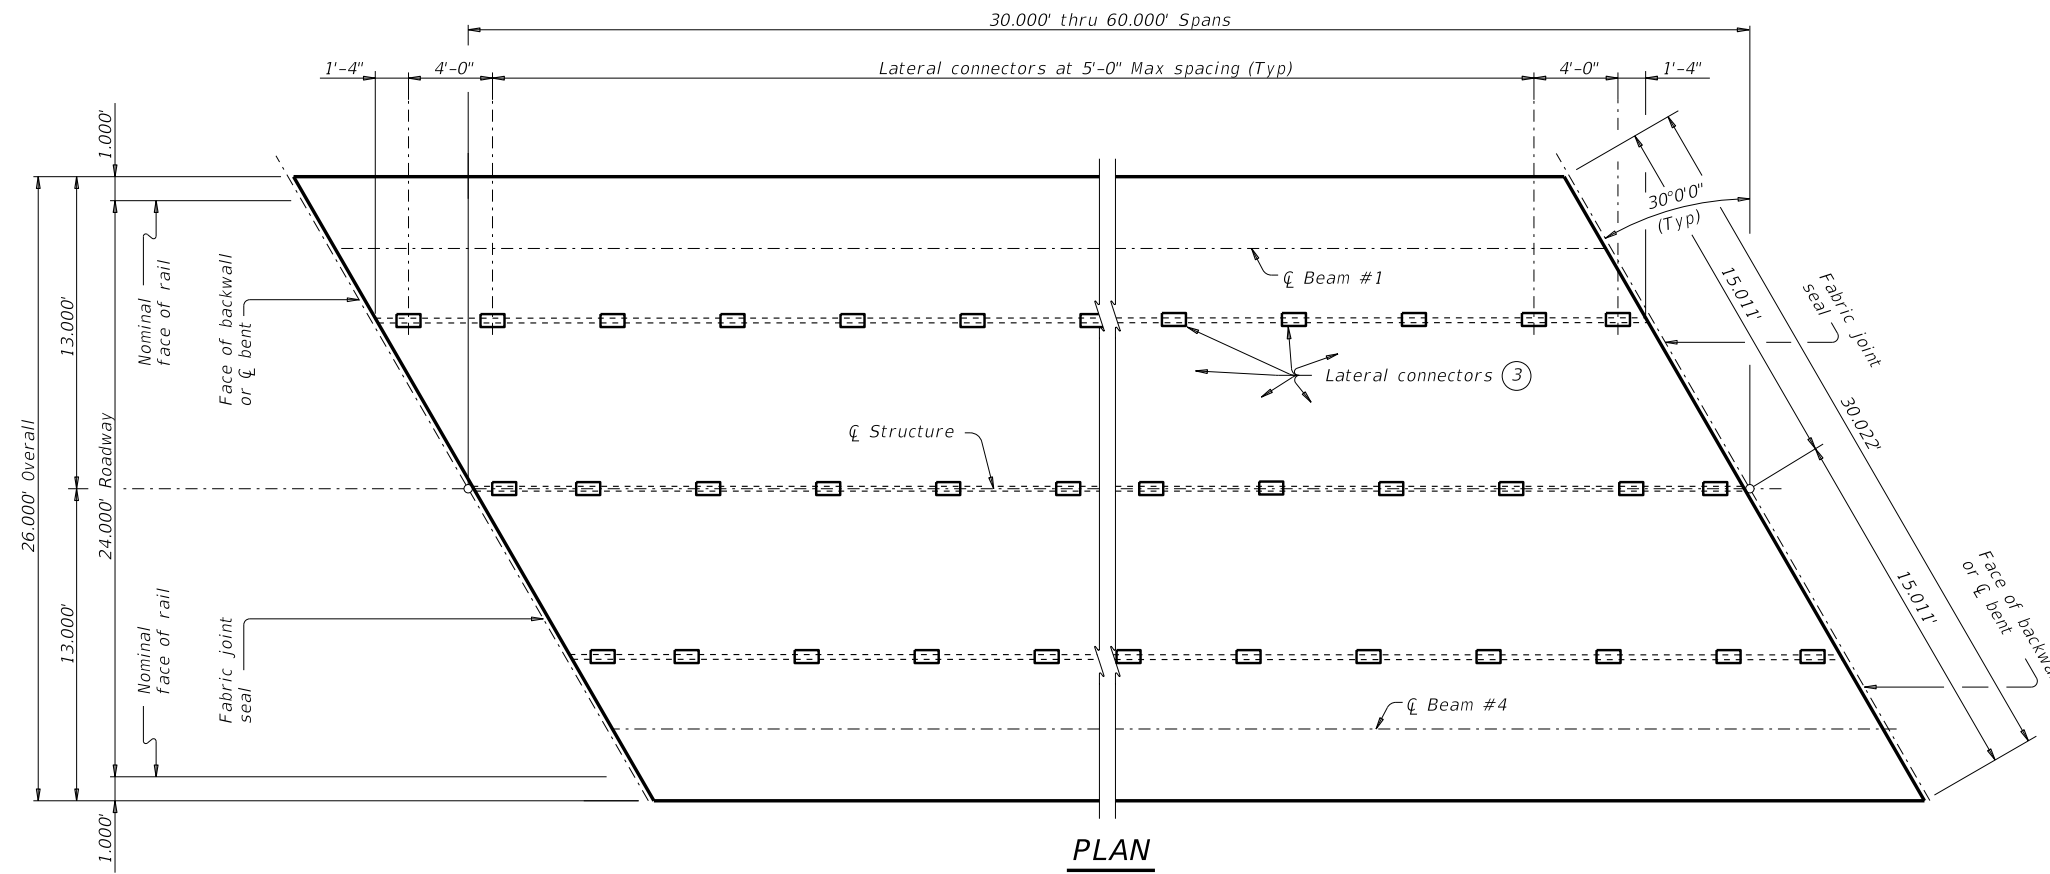 30.000' thru 60.000' Spans
1'-4"
4'-0"
Lateral connectors at 5'-0" Max spacing (Typ)
4'-0"
1'-4"
1.000'
30°0'0"
(Typ)
Nominal
face of rail
Face of backwall
or ℄ bent
℄ Beam #1
15.011'
Fabric joint
seal
13.000'
Lateral connectors 3
30.022'
℄ Structure
26.000' Overall
24.000' Roadway
13.000'
Nominal
face of rail
Fabric joint
seal
15.011'
Face of backw
or ℄ bent
℄ Beam #4
1.000'
PLAN